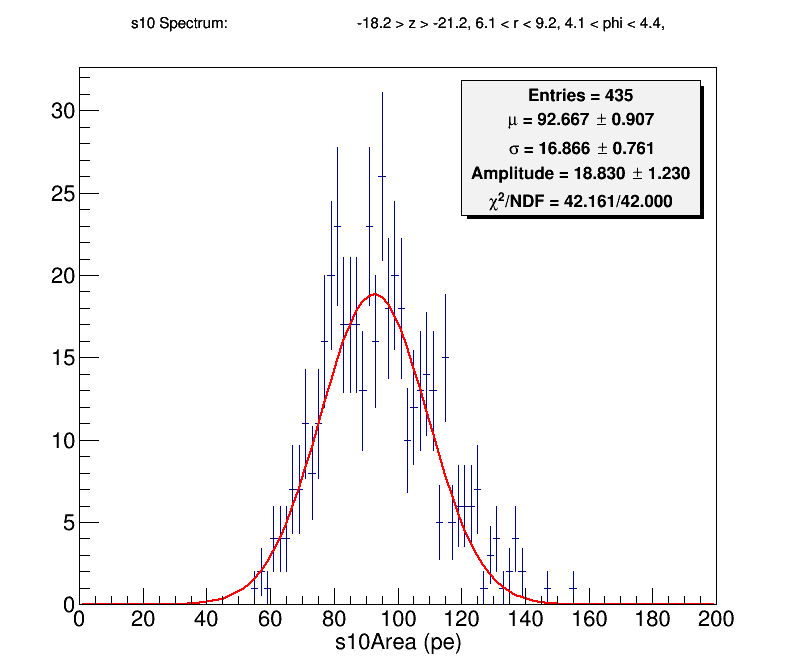 s10 Spectrum: -18.2 > z > -21.2, 6.1 < r < 9.2, 4.1 < phi < 4.4,
Entries = 435
μ = 92.667 ± 0.907
σ = 16.866 ± 0.761
Amplitude = 18.830 ± 1.230
χ²/NDF = 42.161/42.000
30
25
20
15
10
5
0
0 20 40 60 80 100 120 140 160 180 200
s10Area (pe)